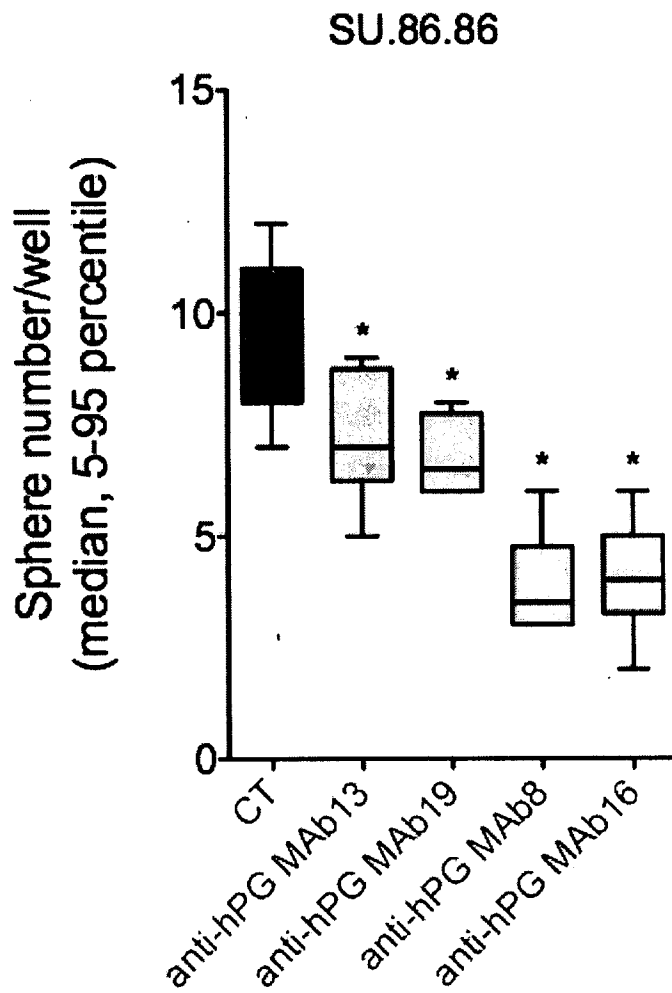 SU.86.86
Sphere number/well
(median, 5-95 percentile)
15
10
5
0
*
*
*
*
CT
anti-hPG MAb13
anti-hPG MAb19
anti-hPG MAb8
anti-hPG MAb16